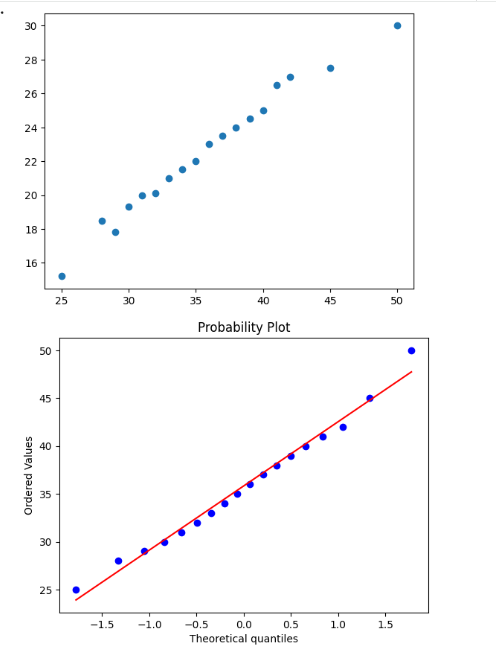 30
28
26
24
22
20
18
16
25 30 35 40 45 50
Probability Plot
50
45
40
35
30
25
Ordered Values
−1.5 −1.0 −0.5 0.0 0.5 1.0 1.5
Theoretical quantiles